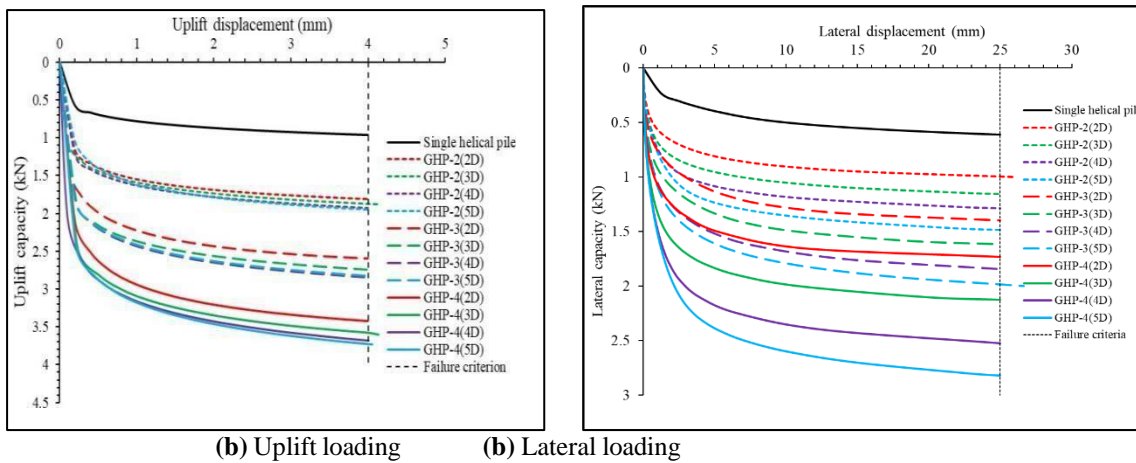 Uplift displacement (mm)
0 1 2 3 4 5
0
0.5
1
1.5
2
2.5
3
3.5
4
4.5
Uplift capacity (kN)
Single helical pile
GHP-2(2D)
GHP-2(3D)
GHP-2(4D)
GHP-2(5D)
GHP-3(2D)
GHP-3(3D)
GHP-3(4D)
GHP-3(5D)
GHP-4(2D)
GHP-4(3D)
GHP-4(4D)
GHP-4(5D)
Failure criterion
Lateral displacement (mm)
0 5 10 15 20 25 30
0
0.5
1
1.5
2
2.5
3
Lateral capacity (kN)
Single helical pile
GHP-2(2D)
GHP-2(3D)
GHP-2(4D)
GHP-2(5D)
GHP-3(2D)
GHP-3(3D)
GHP-3(4D)
GHP-3(5D)
GHP-4(2D)
GHP-4(3D)
GHP-4(4D)
GHP-4(5D)
Failure criteria
(b) Uplift loading (b) Lateral loading